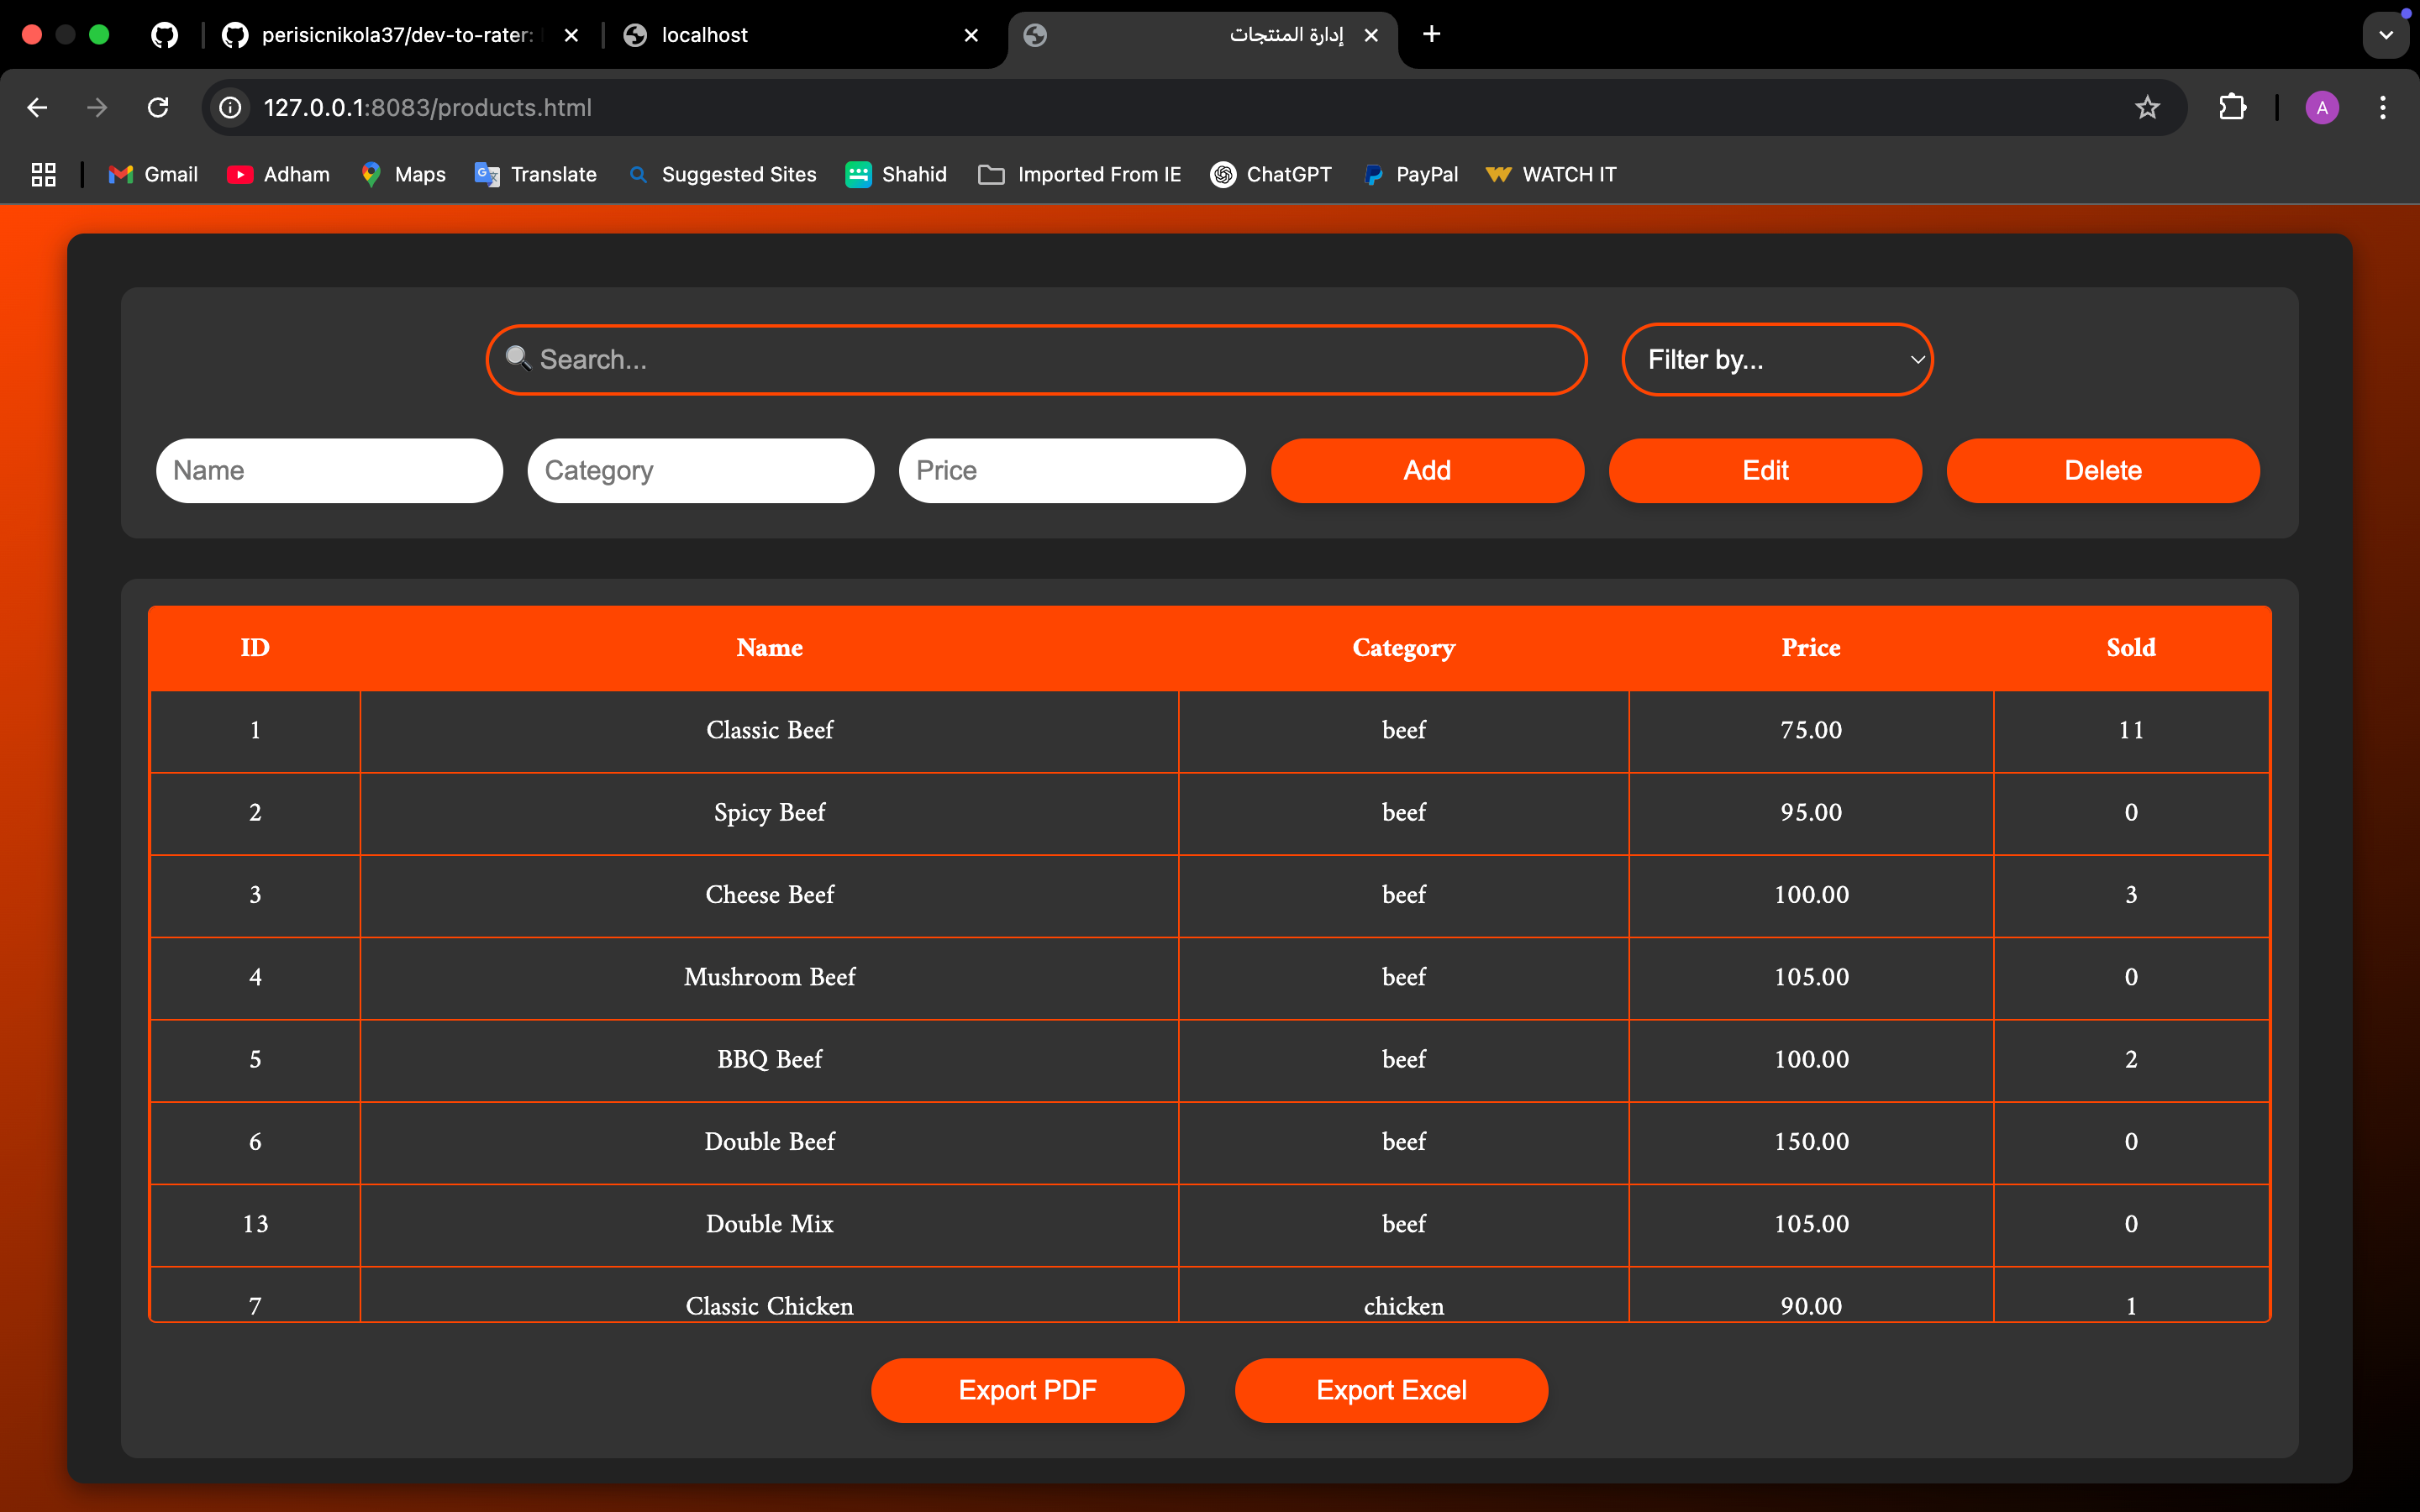 perisicnikola37/dev-to-rater:
localhost
إدارة المنتجات
127.0.0.1:8083/products.html
A
Gmail
Adham
Maps
Translate
Suggested Sites
Shahid
Imported From IE
ChatGPT
PayPal
WATCH IT
Search...
Filter by...
Name
Category
Price
Add
Edit
Delete
ID Name Category Price Sold
1 Classic Beef beef 75.00 11
2 Spicy Beef beef 95.00 0
3 Cheese Beef beef 100.00 3
4 Mushroom Beef beef 105.00 0
5 BBQ Beef beef 100.00 2
6 Double Beef beef 150.00 0
13 Double Mix beef 105.00 0
7 Classic Chicken chicken 90.00 1
Export PDF
Export Excel